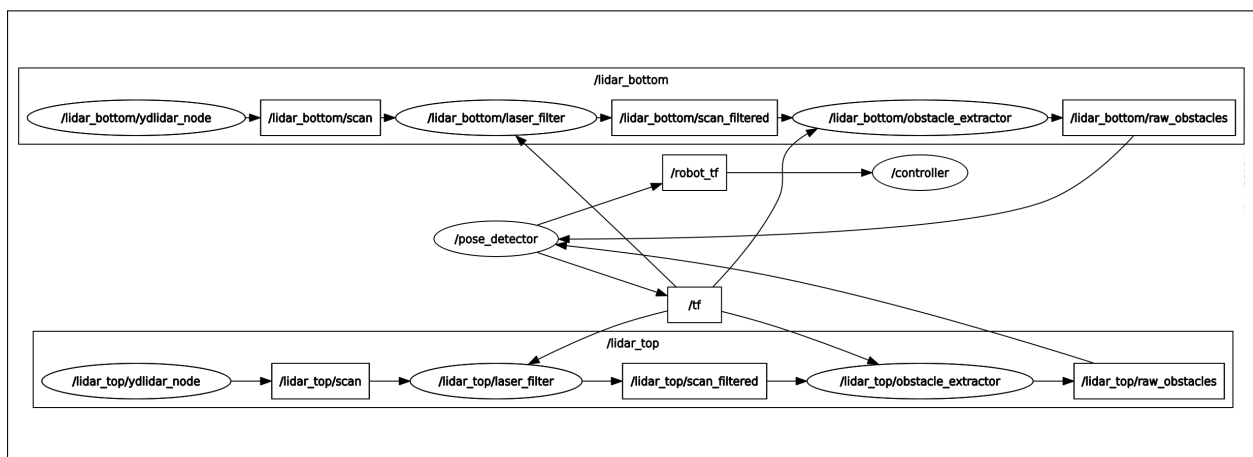 /lidar_bottom
/lidar_bottom/ydlidar_node
/lidar_bottom/scan
/lidar_bottom/laser_filter
/lidar_bottom/scan_filtered
/lidar_bottom/obstacle_extractor
/lidar_bottom/raw_obstacles
/robot_tf
/controller
/pose_detector
/tf
/lidar_top
/lidar_top/ydlidar_node
/lidar_top/scan
/lidar_top/laser_filter
/lidar_top/scan_filtered
/lidar_top/obstacle_extractor
/lidar_top/raw_obstacles